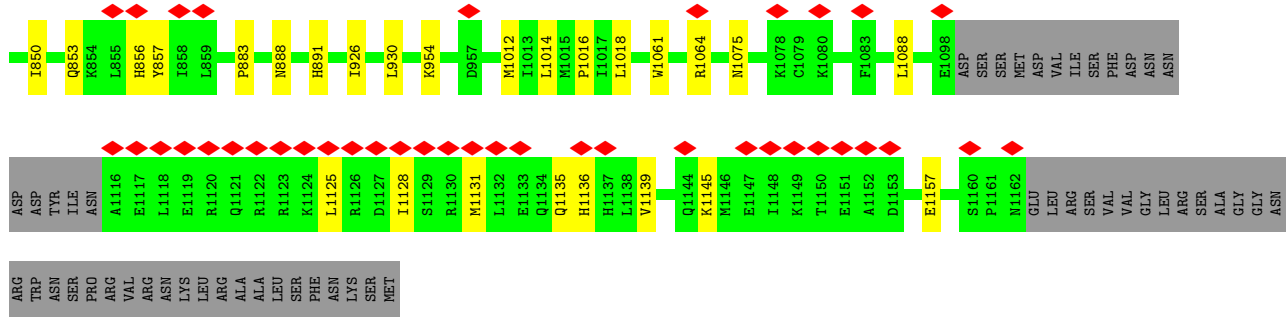 I850 Q853 K854 L855 H856 Y857 I858 L859 P883 N888 H891 I926 L930 K954 D957 M1012 I1013 L1014 M1015 P1016 I1017 L1018 W1061 R1064 N1075 K1078 C1079 K1080 F1083 L1088 E1098 ASP SER SER MET ASP VAL ILE SER PHE ASP ASN ASN
ASP ASP TYR ILE ASN A1116 E1117 L1118 E1119 R1120 Q1121 R1122 R1123 K1124 L1125 R1126 D1127 I1128 S1129 R1130 M1131 L1132 E1133 Q1134 Q1135 H1136 H1137 L1138 V1139 Q1144 K1145 M1146 E1147 I1148 K1149 T1150 E1151 A1152 D1153 E1157 S1160 P1161 N1162 GLU LEU ARG SER VAL VAL GLY LEU ARG SER ALA GLY GLY ASN
ARG TRP ASN SER PRO ARG VAL ARG ASN LYS LEU ARG ALA ALA LEU SER PHE ASN LYS SER MET